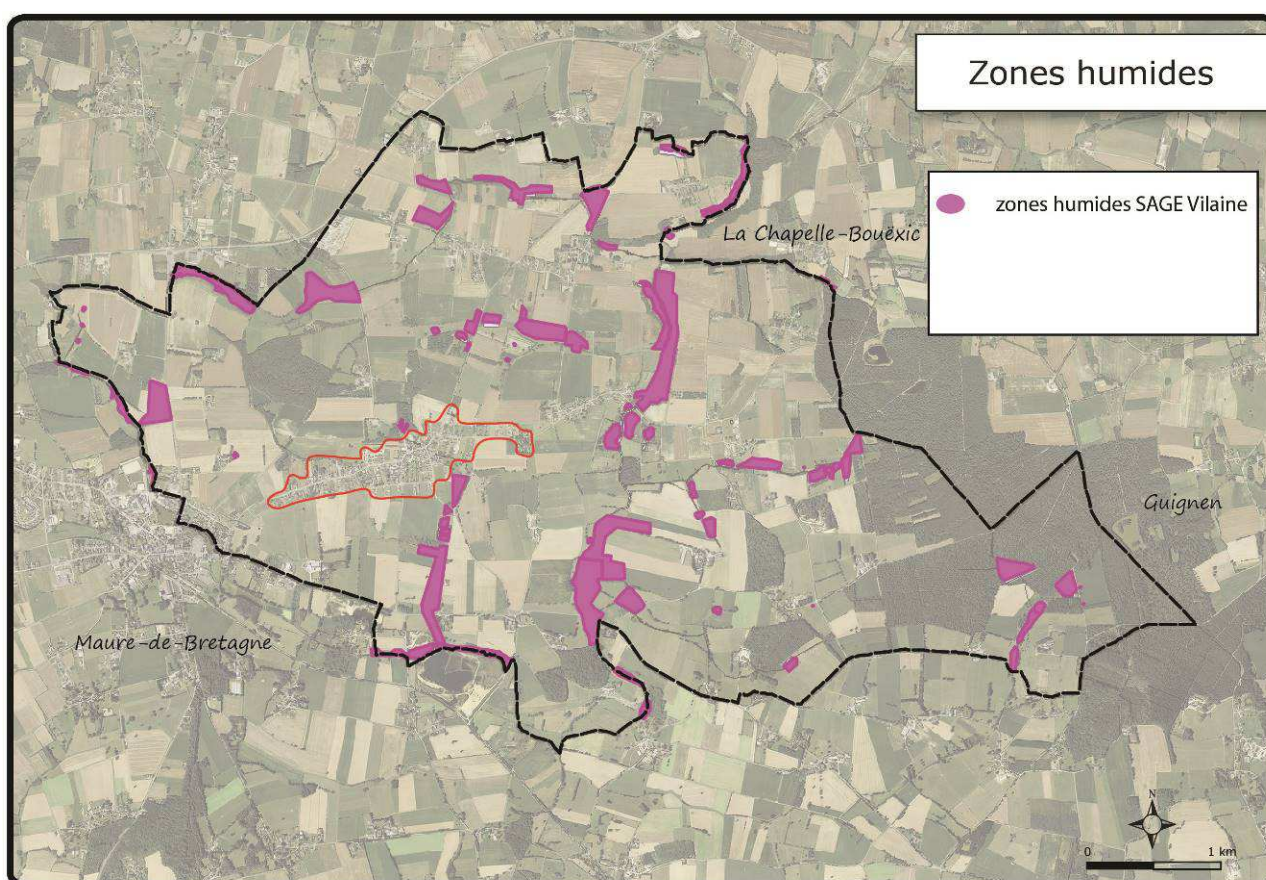 Zones humides
zones humides SAGE Vilaine
La Chapelle-Bouëxic
Guignen
Maure-de-Bretagne
N
0 1 km